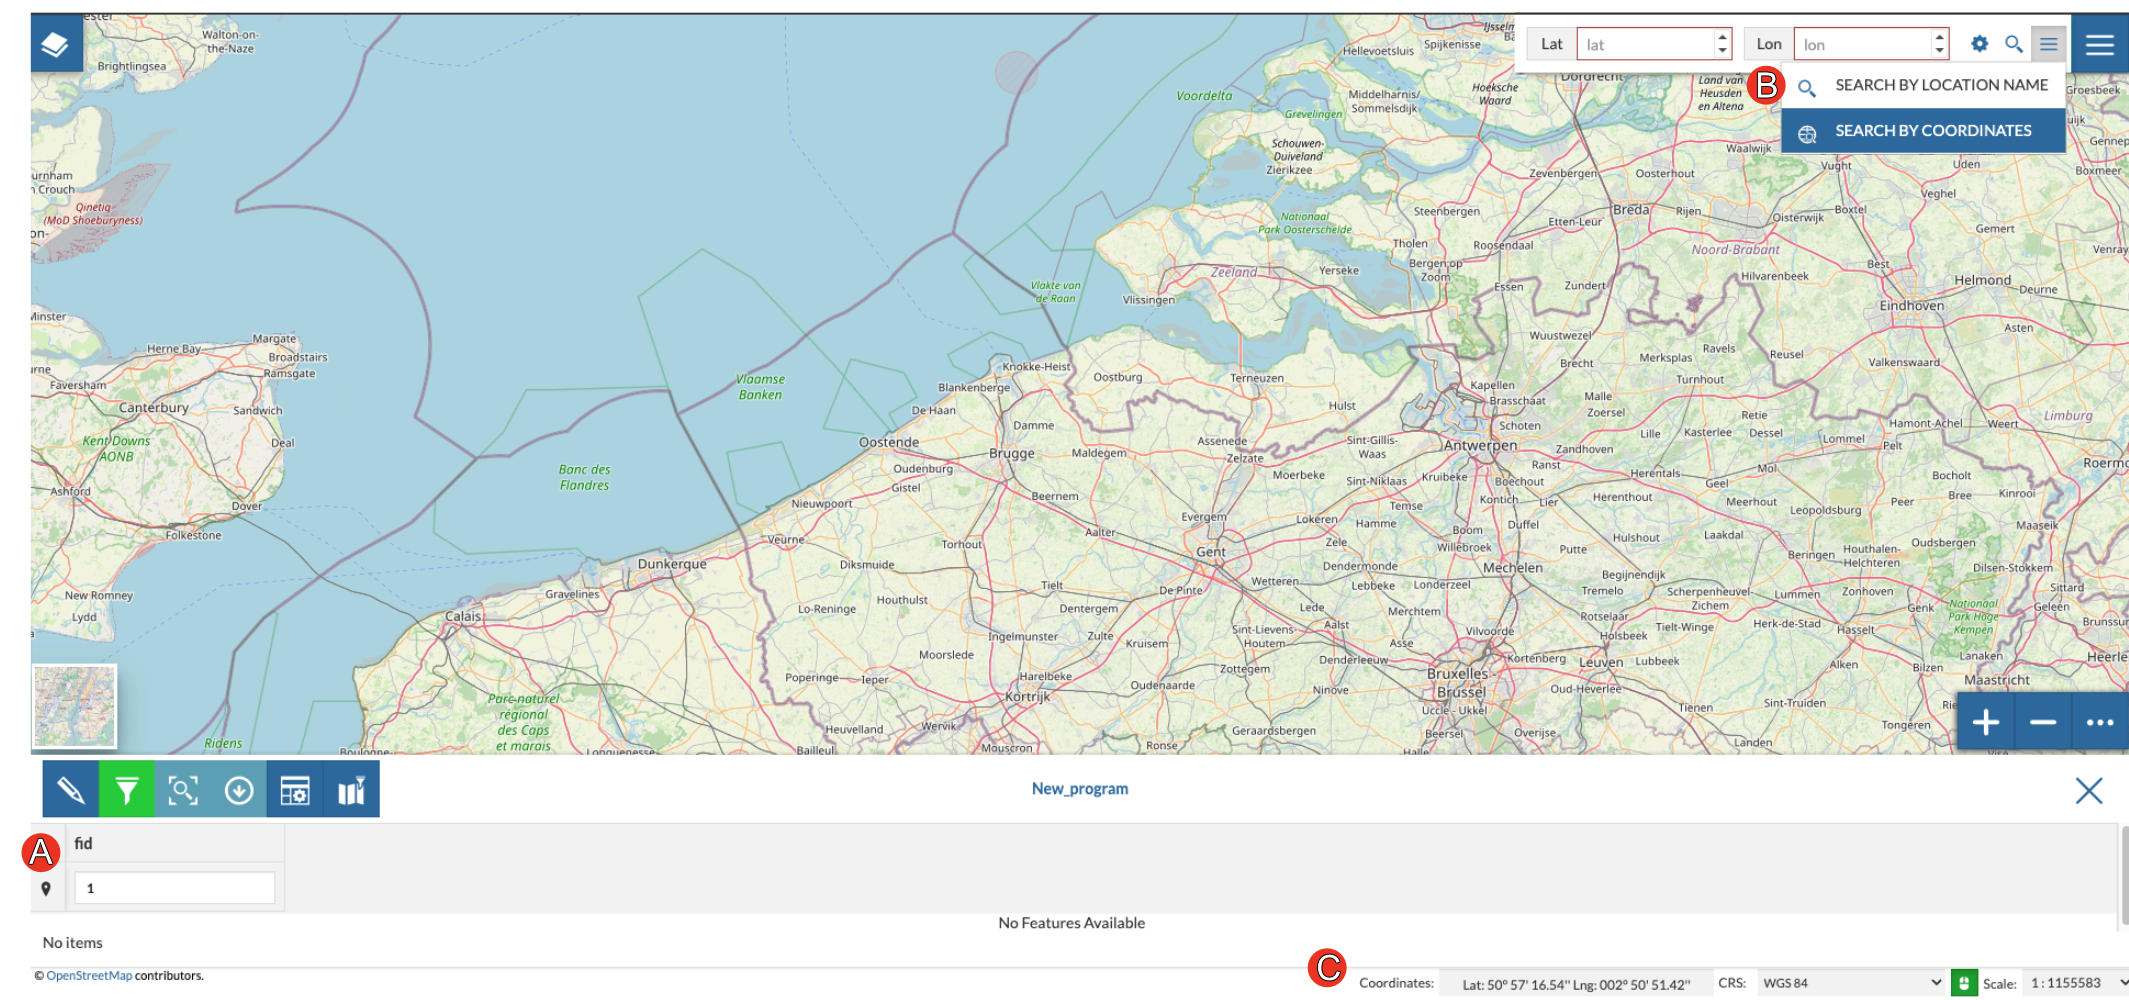 Lat
lat
Lon
lon
B
SEARCH BY LOCATION NAME
SEARCH BY COORDINATES
Walton-on-
the-Naze
Brightlingsea
Hellevoetsluis
Spijkenisse
Dordrecht
Land van
Heusden
en Altena
Groesbeek
Voordelta
Middelharnis/
Sommelsdijk
Hoeksche
Waard
Grevelingen
Schouwen-
Duiveland
Zierikzee
Waalwijk
Gennep
Vught
Uden
Boxmeer
Zevenbergen
Oosterhout
Veghel
urnham
n Crouch
Qinetiq
(MoD Shoeburyness)
on-
Nationaal
Park Oosterschelde
Steenbergen
Etten-Leur
Breda
Rijen
Oisterwijk
Boxtel
Gemert
Tholen
Roosendaal
Noord-Brabant
Venray
Bergen op
Zoom
Best
Zeeland
Yerseke
Hilvarenbeek
Helmond
Deurne
Vlakte van
de Raan
Vlissingen
Essen
Zundert
Eindhoven
Minster
Asten
Margate
Herne Bay
Broadstairs
Ramsgate
Wuustwezel
Ravels
Reusel
Merksplas
Brecht
Valkenswaard
Knokke-Heist
Oostburg
Terneuzen
Turnhout
Faversham
Vlaamse
Banken
Blankenberge
Kapellen
Brasschaat
Malle
Zoersel
Canterbury
Sandwich
De Haan
Hulst
Retie
Limburg
Damme
Schoten
Lille
Kasterlee
Dessel
Hamont-Achel
Weert
Kent Downs
AONB
Deal
Oostende
Brugge
Maldegem
Assenede
Zelzate
Sint-Gillis-
Waas
Antwerpen
Zandhoven
Lommel
Pelt
Banc des
Flandres
Oudenburg
Gistel
Moerbeke
Sint-Niklaas
Kruibeke
Ranst
Boechout
Herentals
Mol
Geel
Roermo
Bocholt
Ashford
Dover
Nieuwpoort
Beernem
Kontich
Lier
Herenthout
Meerhout
Leopoldsburg
Peer
Bree
Kinrooi
Folkestone
Evergem
Lokeren
Temse
Hamme
Duffel
Maaseik
Veurne
Torhout
Aalter
Gent
Zele
Boom
Willebroek
Putte
Hulshout
Laakdal
Beringen
Houthalen-
Helchteren
Oudsbergen
Dunkerque
Diksmuide
Dendermonde
Mechelen
Begijnendijk
Dilsen-Stokkem
New Romney
Gravelines
Houthulst
Tielt
De Pinte
Wetteren
Lebbeke
Londerzeel
Tremelo
Scherpenheuvel-
Zichem
Lummen
Zonhoven
Sittard
Lydd
Calais
Lo-Reninge
Dentergem
Lede
Aalst
Merchtem
Rotselaar
Genk
Nationaal
Park Hoge
Kempen
Geleen
Brunssur
Ingelmunster
Zulte
Kruisem
Sint-Lievens-
Houtem
Asse
Vilvoorde
Holsbeek
Tielt-Winge
Herk-de-Stad
Hasselt
Moorslede
Denderleeuw
Kortenberg
Leuven
Lubbeek
Alken
Bilzen
Lanaken
Heerle
Poperinge
Ieper
Harelbeke
Kortrijk
Oudenaarde
Zottegem
Ninove
Bruxelles -
Brussel
Oud-Heverlee
Maastricht
Parc naturel
régional
des Caps
et marais
Uccle - Ukkel
Tienen
Sint-Truiden
Ridens
Heuvelland
Wervik
Geraardsbergen
Beersel
Overijse
Tongeren
Boulogne
Longuenesse
Bailleul
Mouscron
Ronse
Halle
Landen
New_program
A
fid
1
No Features Available
No items
© OpenStreetMap contributors.
C
Coordinates:
Lat: 50° 57' 16.54'' Lng: 002° 50' 51.42''
CRS:
WGS 84
Scale:
1 : 1155583